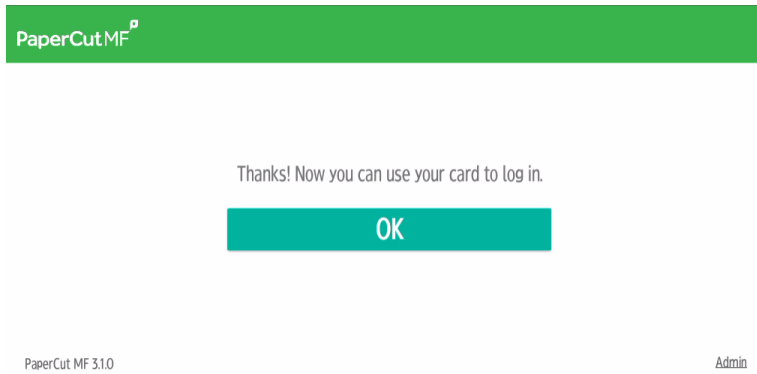 PaperCut MF
Thanks! Now you can use your card to log in.
OK
PaperCut MF 3.1.0
Admin